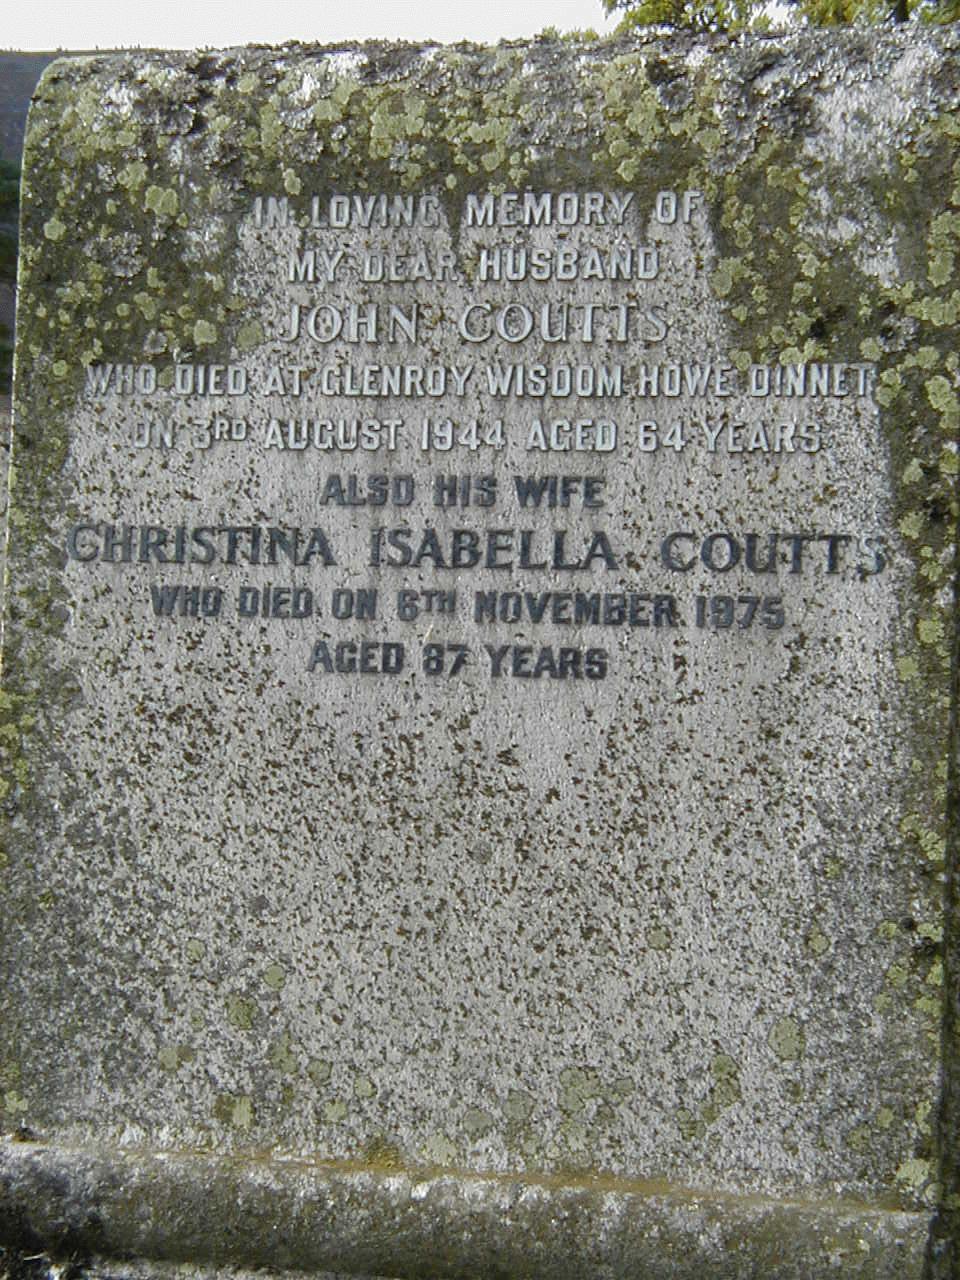 IN LOVING MEMORY OF
MY DEAR HUSBAND
JOHN COUTTS
WHO DIED AT GLENROY WISDOM HOWE DINNET
ON 3RD AUGUST 1944 AGED 64 YEARS
ALSO HIS WIFE
CHRISTINA ISABELLA COUTTS
WHO DIED ON 6TH NOVEMBER 1975
AGED 87 YEARS